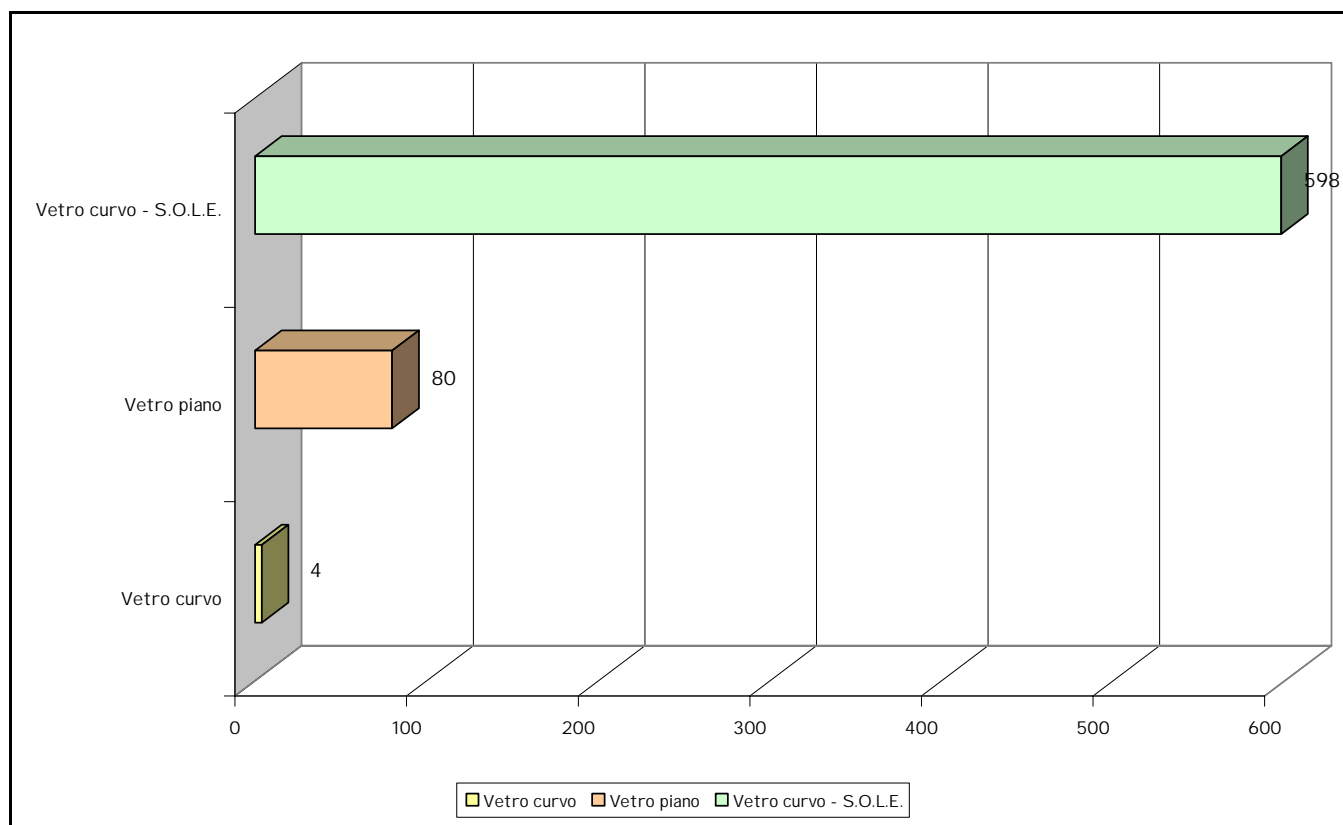 598
Vetro curvo - S.O.L.E.
80
Vetro piano
4
Vetro curvo
0 100 200 300 400 500 600
Vetro curvo Vetro piano Vetro curvo - S.O.L.E.